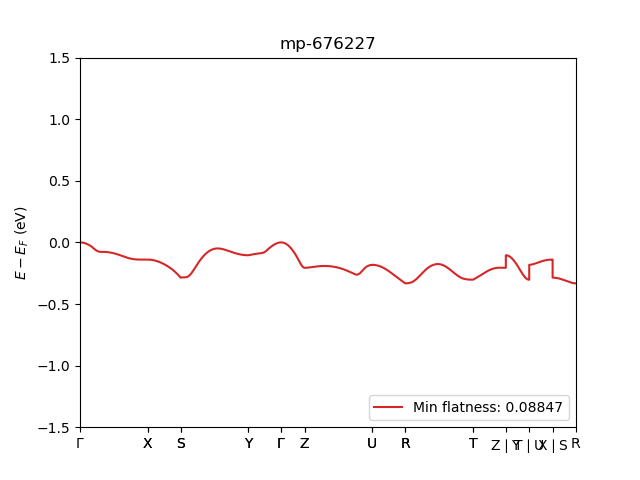 mp-676227
1.5
1.0
0.5
0.0
−0.5
−1.0
−1.5
E − E_F (eV)
Min flatness: 0.08847
Γ X S Y Γ Z U R T Z | Y T | U X | S R